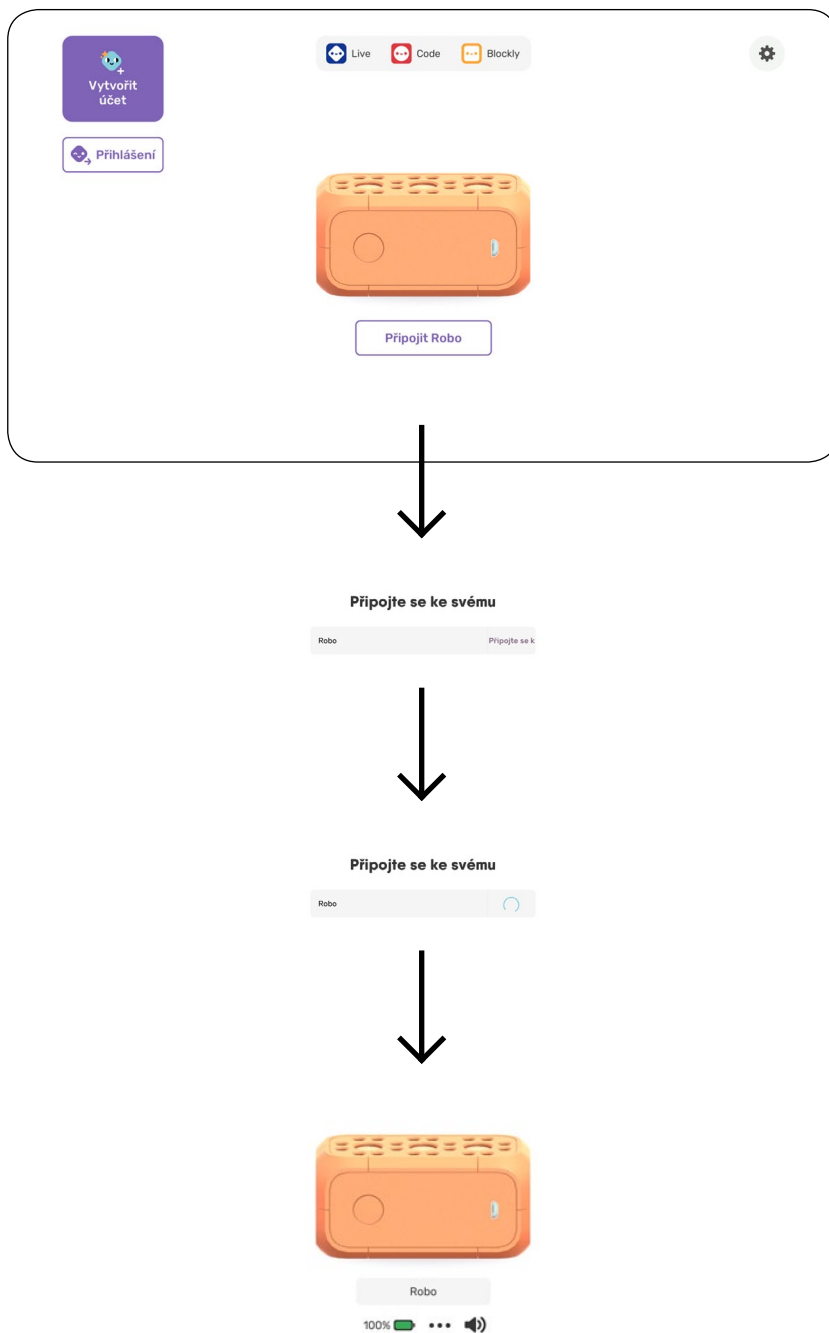 Vytvořit
účet
Live Code Blockly
Přihlášení
Připojit Robo
Připojte se ke svému
Robo Připojte se k
Připojte se ke svému
Robo
Robo
100%